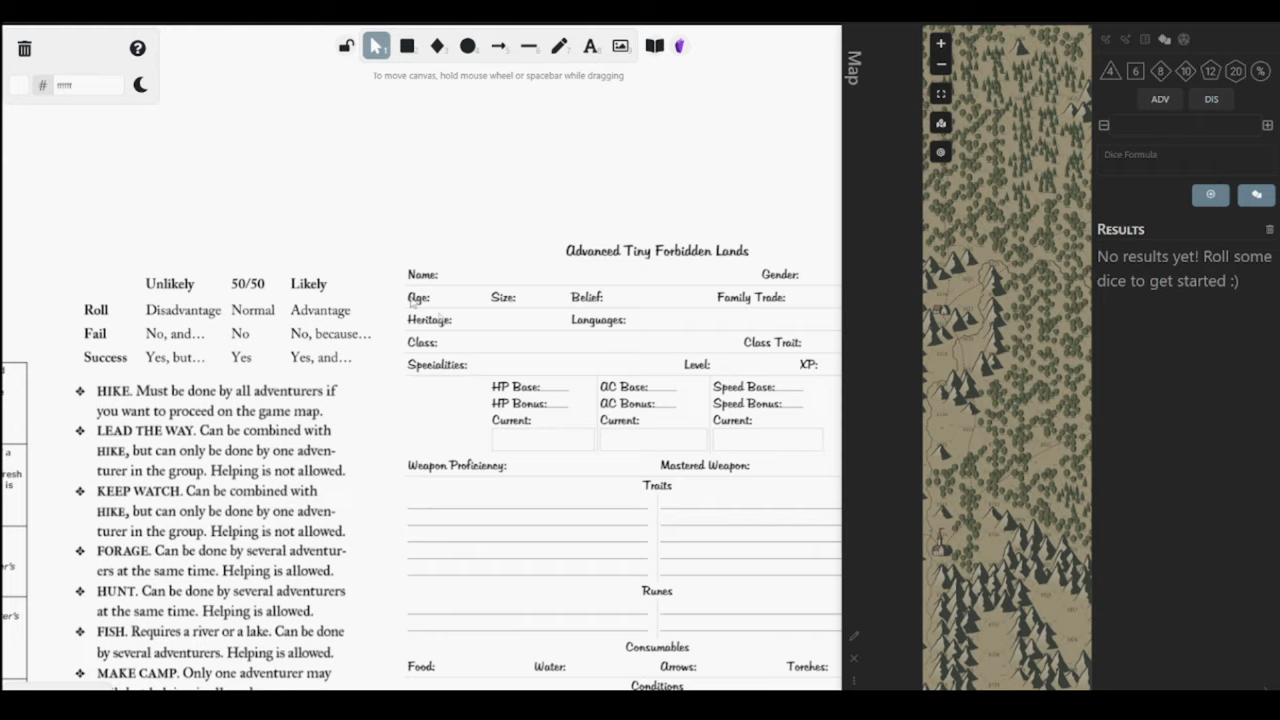 # ffffff
To move canvas, hold mouse wheel or spacebar while dragging
Map
4 6 8 10 12 20 %
ADV DIS
Dice Formula
RESULTS
No results yet! Roll some
dice to get started :)
Unlikely 50/50 Likely
Roll Disadvantage Normal Advantage
Fail No, and… No No, because…
Success Yes, but… Yes Yes, and…
❖ HIKE. Must be done by all adventurers if
you want to proceed on the game map.
❖ LEAD THE WAY. Can be combined with
HIKE, but can only be done by one adven-
turer in the group. Helping is not allowed.
❖ KEEP WATCH. Can be combined with
HIKE, but can only be done by one adven-
turer in the group. Helping is not allowed.
❖ FORAGE. Can be done by several adventur-
ers at the same time. Helping is allowed.
❖ HUNT. Can be done by several adventurers
at the same time. Helping is allowed.
❖ FISH. Requires a river or a lake. Can be done
by several adventurers. Helping is allowed.
❖ MAKE CAMP. Only one adventurer may
Advanced Tiny Forbidden Lands
Name: Gender:
Age: Size: Belief: Family Trade:
Heritage: Languages:
Class: Class Trait:
Specialities: Level: XP:
HP Base: AC Base: Speed Base:
HP Bonus: AC Bonus: Speed Bonus:
Current: Current: Current:
Weapon Proficiency: Mastered Weapon:
Traits
Runes
Consumables
Food: Water: Arrows: Torches:
Conditions